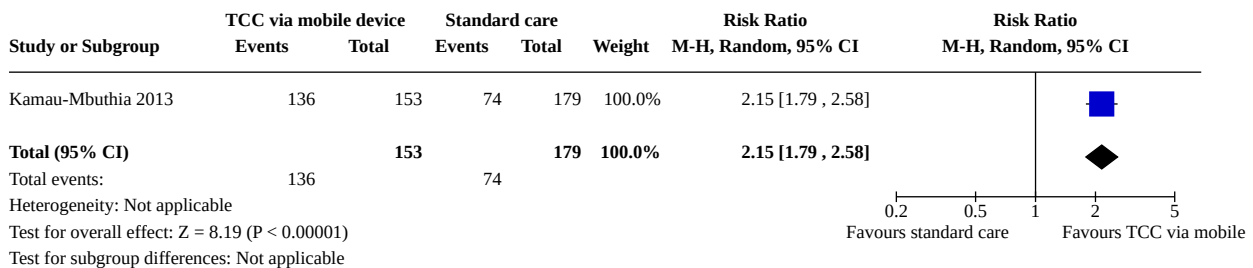 TCC via mobile device Standard care Risk Ratio Risk Ratio
Study or Subgroup Events Total Events Total Weight M-H, Random, 95% CI M-H, Random, 95% CI
Kamau-Mbuthia 2013 136 153 74 179 100.0% 2.15 [1.79 , 2.58]
Total (95% CI) 153 179 100.0% 2.15 [1.79 , 2.58]
Total events: 136 74
Heterogeneity: Not applicable
0.2 0.5 1 2 5
Test for overall effect: Z = 8.19 (P < 0.00001)
Favours standard care Favours TCC via mobile
Test for subgroup differences: Not applicable